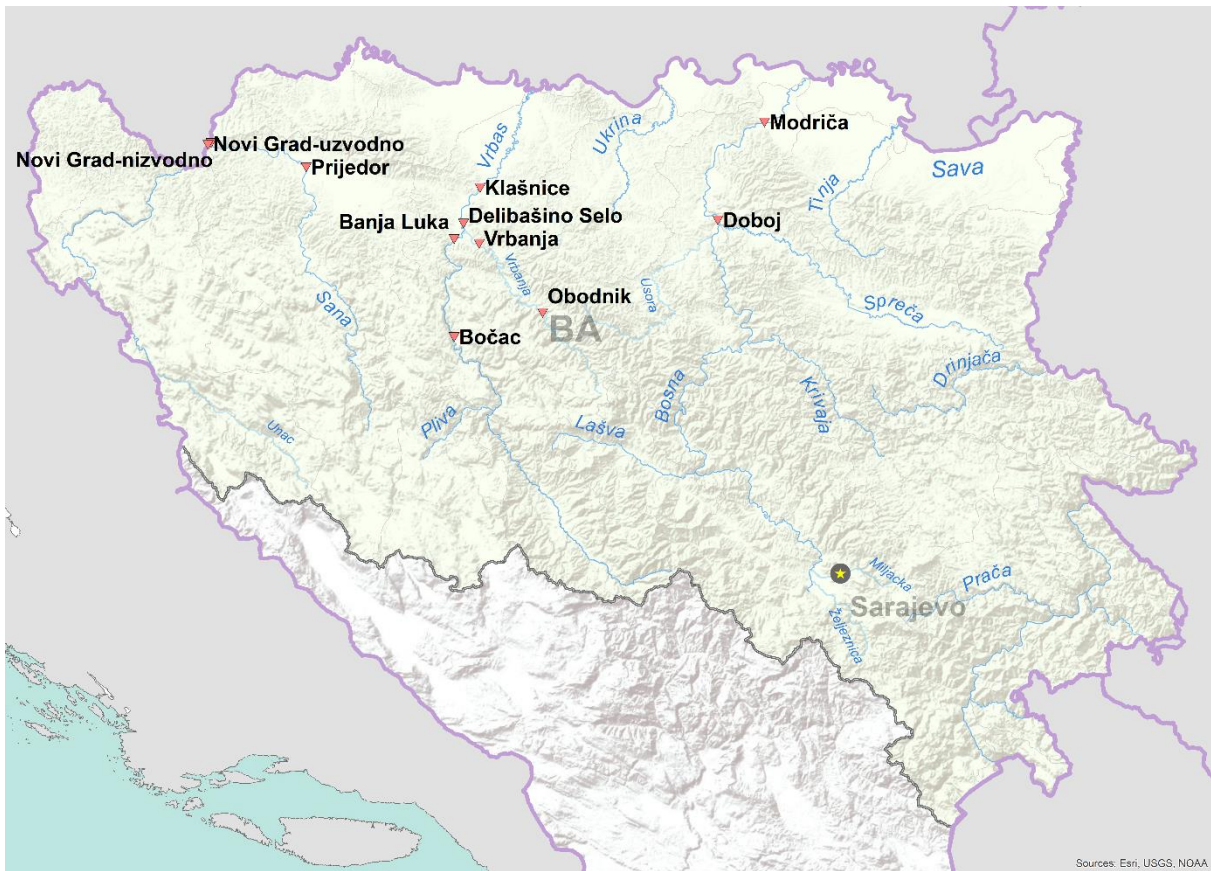 Modriča
Vrbas
Ukrina
Novi Grad-uzvodno
Novi Grad-nizvodno
Prijedor
Sava
Tinja
Klašnice
Banja Luka
Delibašino Selo
Doboj
Vrbanja
Vrbanja
Usora
Obodnik
BA
Sana
Spreča
Bočac
Drinjača
Bosna
Krivaja
Pliva
Lašva
Unac
Miljacka
Prača
Sarajevo
Željeznica
Sources: Esri, USGS, NOAA